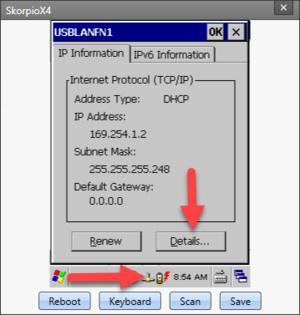 SkorpioX4
USBLANFN1 OK ×
IP Information IPv6 Information
Internet Protocol (TCP/IP)
Address Type: DHCP
IP Address:
169.254.1.2
Subnet Mask:
255.255.255.248
Default Gateway:
0.0.0.0
Renew Details...
8:54 AM
Reboot Keyboard Scan Save